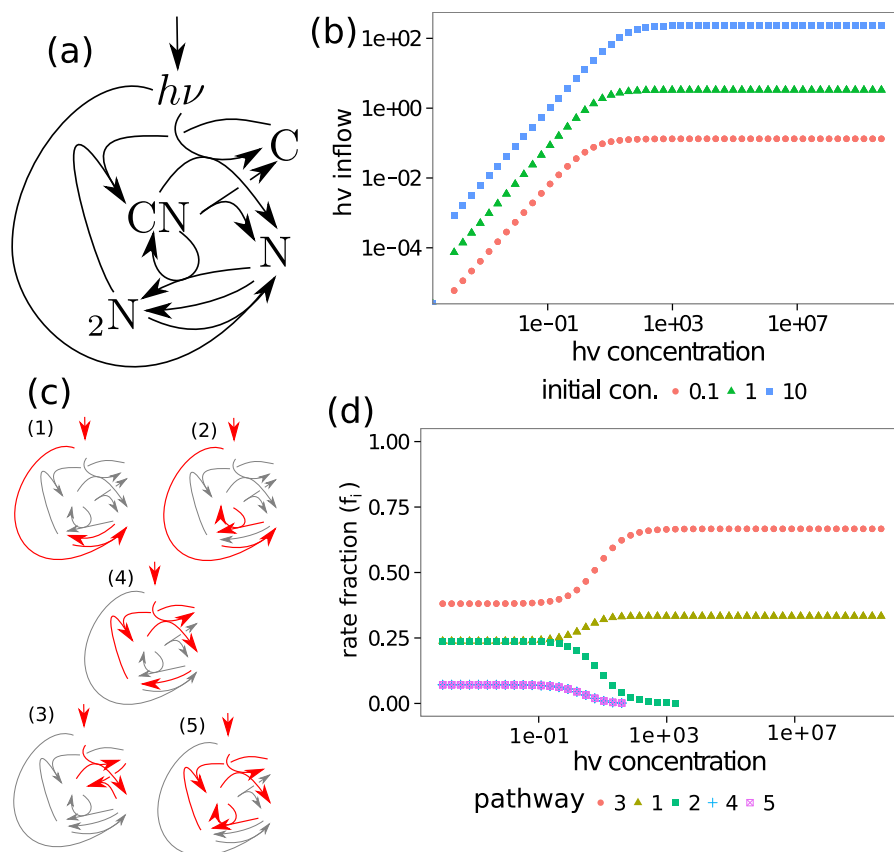 (a)
hν
C
CN
N
₂N
(b)
1e+02
1e+00
1e−02
1e−04
hv inflow
1e−01 1e+03 1e+07
hv concentration
initial con. 0.1 1 10
(c)
(1) (2)
(4)
(3) (5)
(d)
1.00
0.75
0.50
0.25
0.00
rate fraction (fᵢ)
1e−01 1e+03 1e+07
hv concentration
pathway 3 1 2 4 5